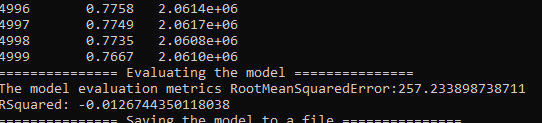 4996 0.7758 2.0614e+06
4997 0.7749 2.0617e+06
4998 0.7735 2.0608e+06
4999 0.7667 2.0610e+06
=============== Evaluating the model ===============
The model evaluation metrics RootMeanSquaredError:257.233898738711
RSquared: -0.0126744350118038
=============== Saving the model to a file ===============